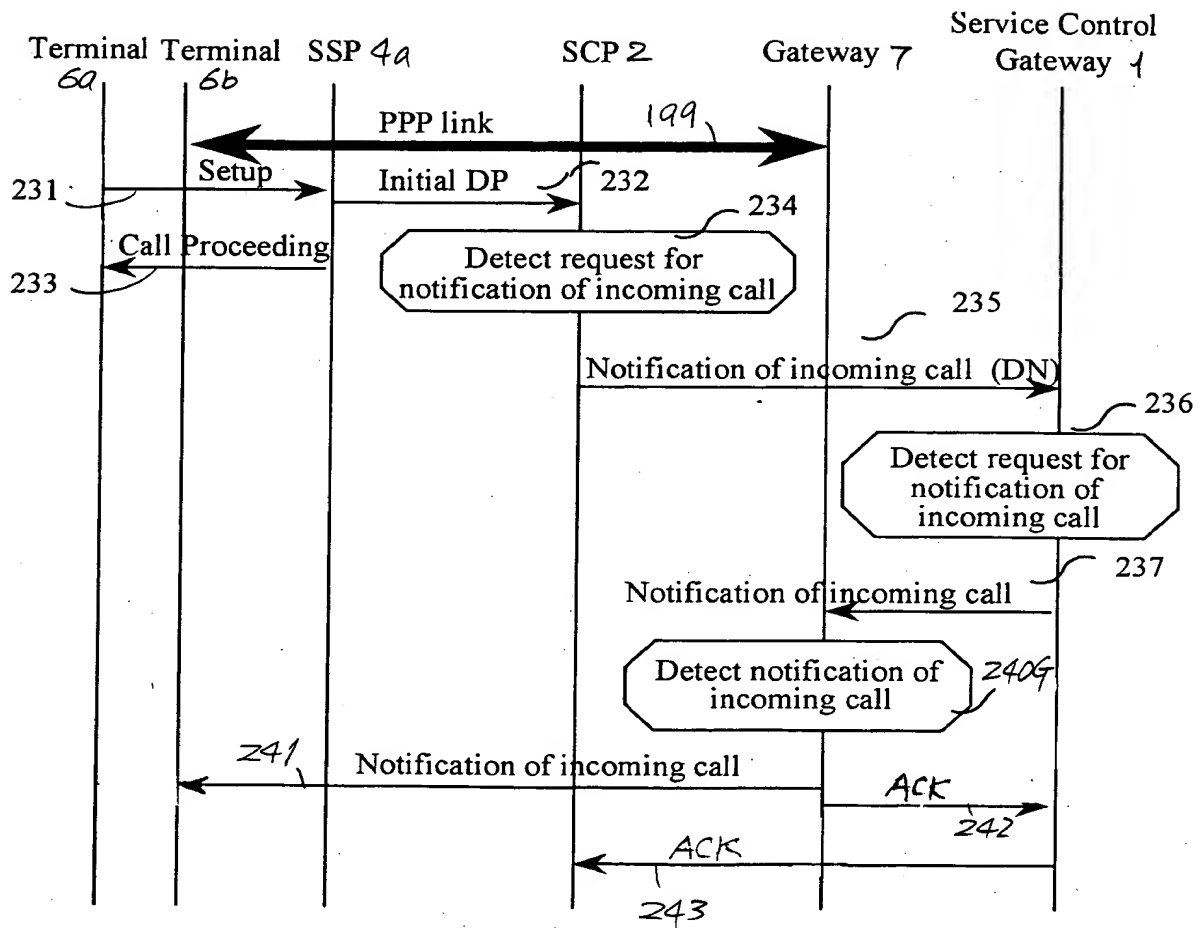 Terminal 6a
Terminal 6b
SSP 4a
SCP 2
Gateway 7
Service Control
Gateway 1
PPP link
199
231
Setup
Initial DP
232
234
Call Proceeding
233
Detect request for
notification of incoming call
235
Notification of incoming call (DN)
236
Detect request for
notification of
incoming call
237
Notification of incoming call
Detect notification of
incoming call
240G
241
Notification of incoming call
ACK
242
ACK
243